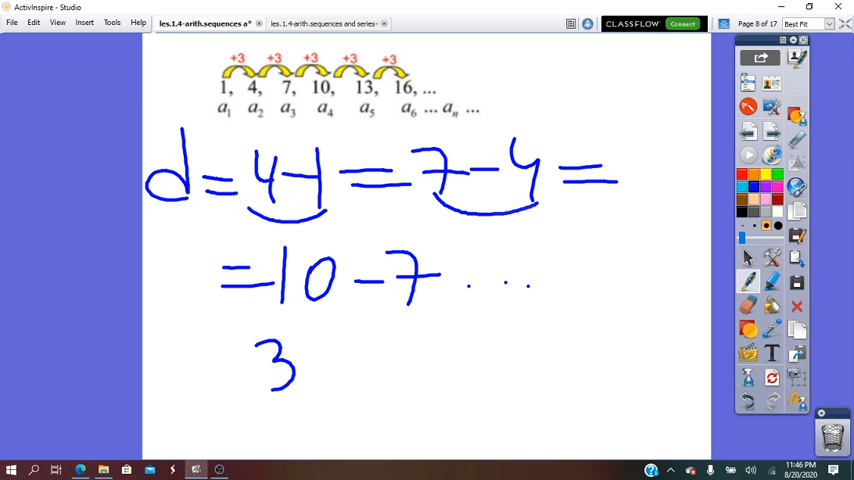 ActivInspire - Studio
File Edit View Insert Tools Help
les.1.4-arith.sequences a*
les.1.4-arith.sequences and series-
CLASSFLOW
Connect
Page 8 of 17
Best Fit
+3 +3 +3 +3 +3
1, 4, 7, 10, 13, 16, ...
a₁ a₂ a₃ a₄ a₅ a₆ ... aₙ ...
d = 4 - 1 = 7 - 4 =
= 10 - 7 ...
3
11:46 PM
8/20/2020